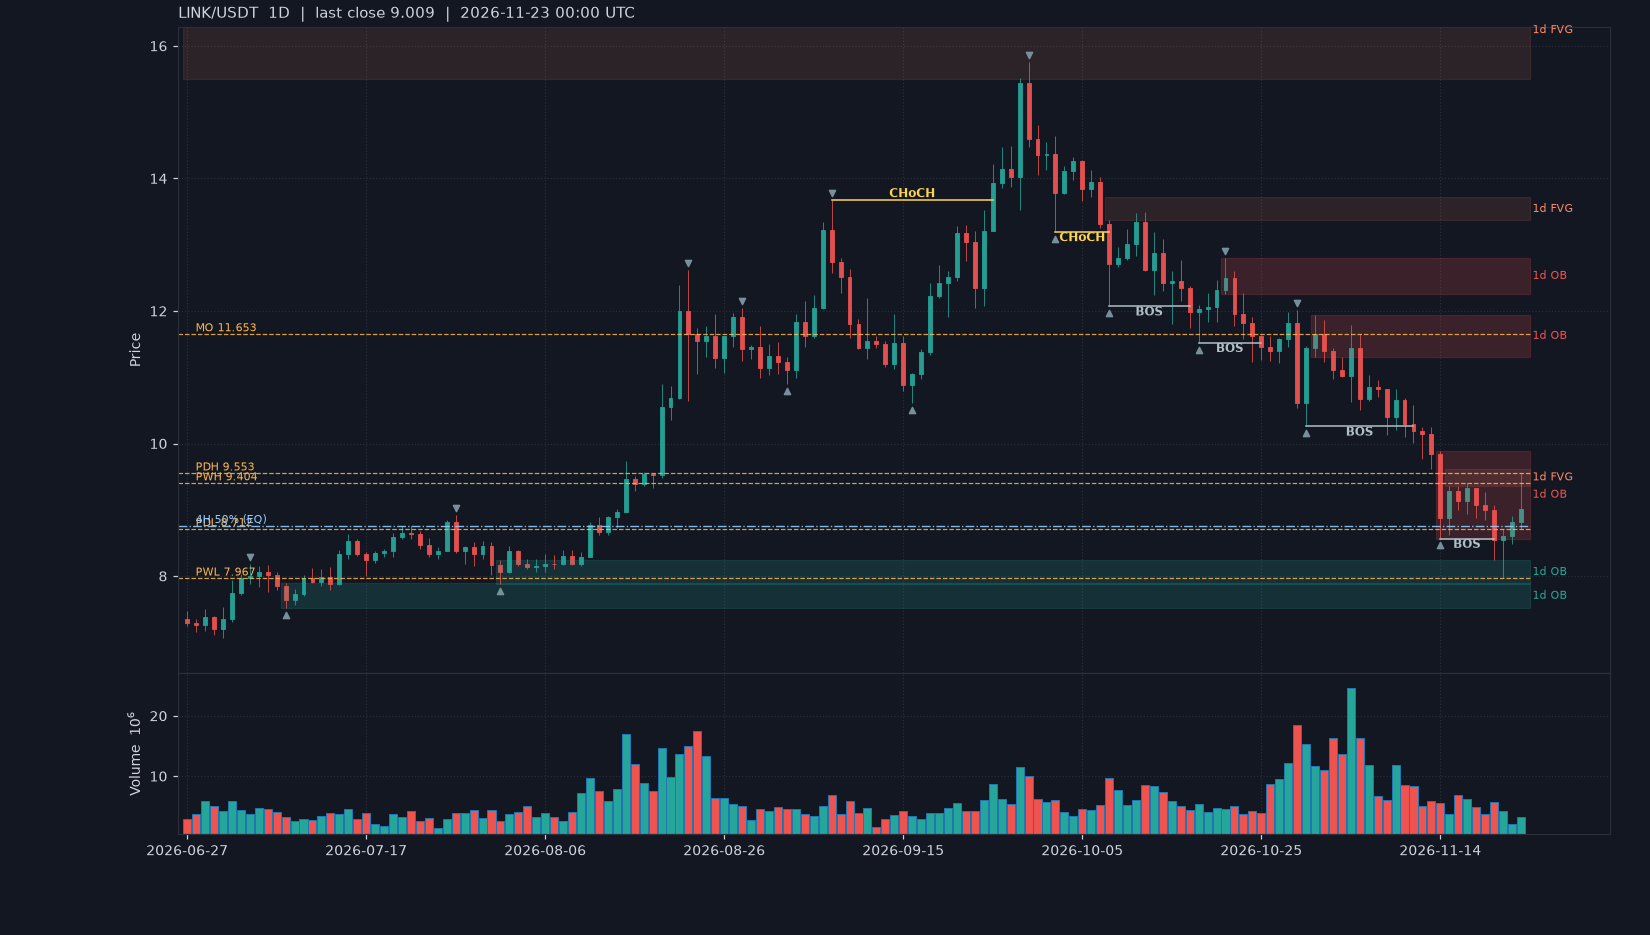 LINK/USDT 1D | last close 9.009 | 2026-11-23 00:00 UTC
16
14
12
10
8
Price
1d FVG
CHoCH
1d FVG
CHoCH
1d OB
BOS
MO 11.653
1d OB
BOS
BOS
PDH 9.553
PWH 9.404
1d FVG
1d OB
4H 50% (EQ)
BOS
PWL 7.967
1d OB
1d OB
Volume 10⁶
20
10
2026-06-27
2026-07-17
2026-08-06
2026-08-26
2026-09-15
2026-10-05
2026-10-25
2026-11-14